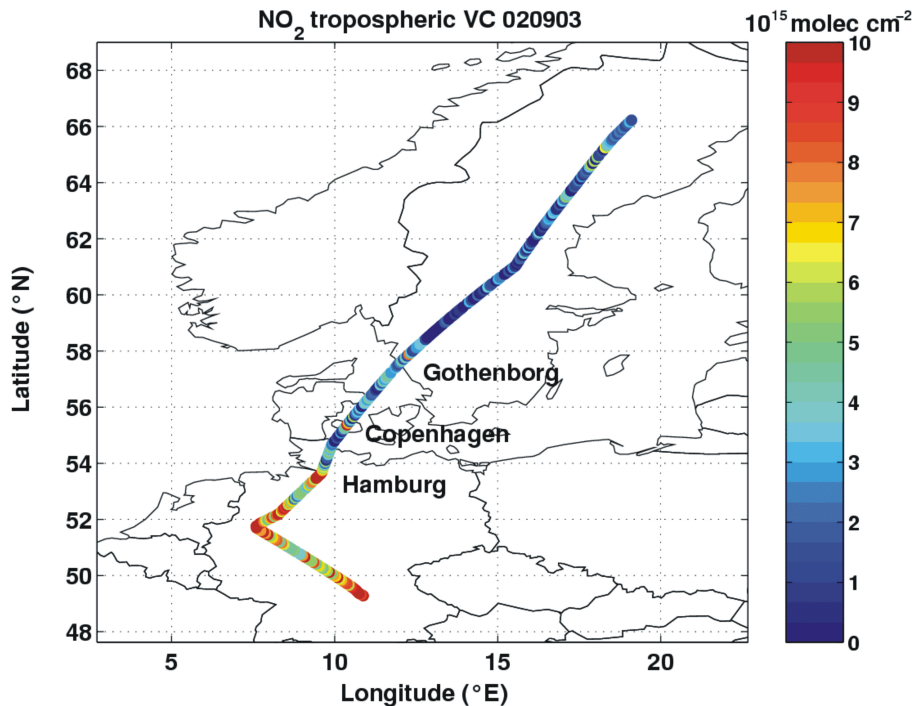 NO2 tropospheric VC 020903
10^15 molec cm^−2
68
66
64
62
60
58
56
54
52
50
48
Latitude (°N)
Gothenborg
Copenhagen
Hamburg
5 10 15 20
Longitude (°E)
10
9
8
7
6
5
4
3
2
1
0